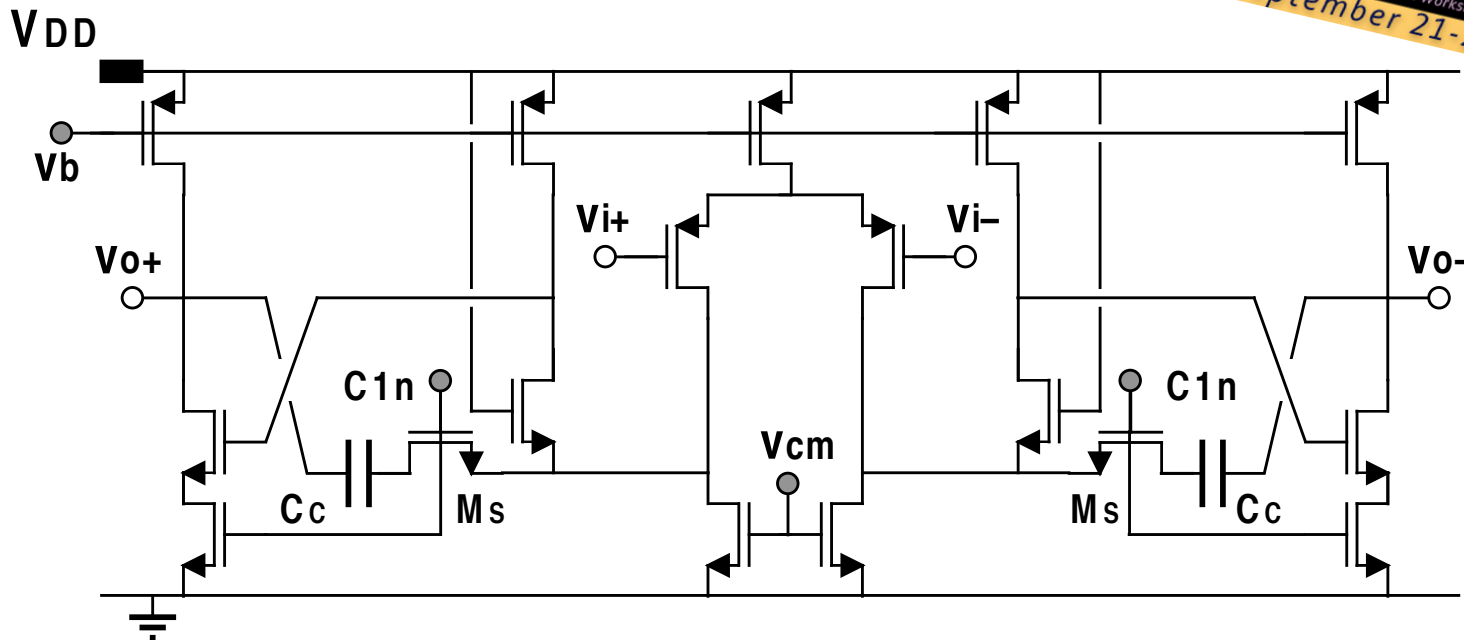 VDD
ptember 21-
Vb
Vi+
Vi−
Vo+
Vo-
C1n
C1n
Vcm
Cc
Ms
Ms
Cc